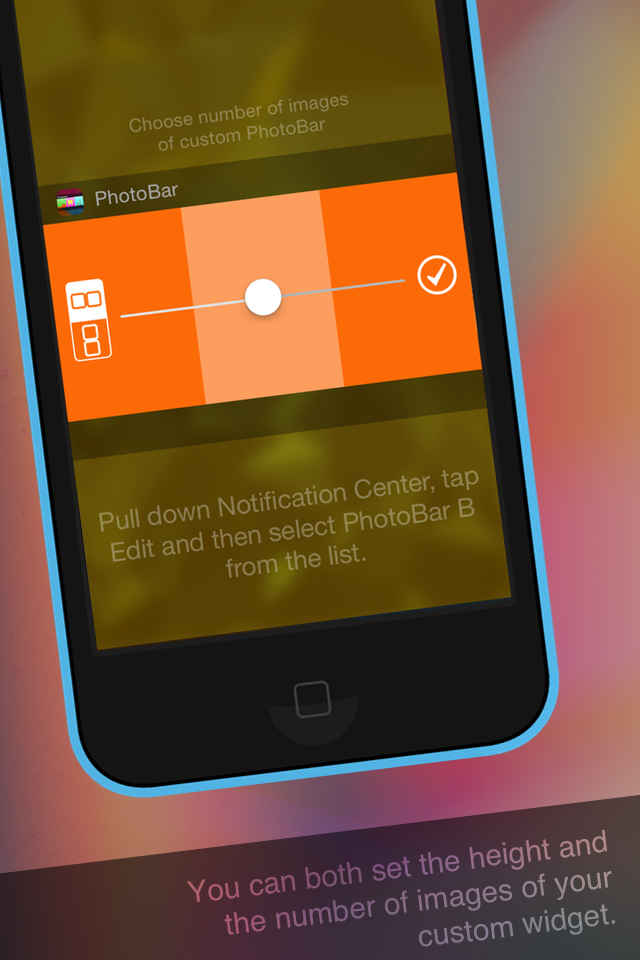 Choose number of images
of custom PhotoBar
PhotoBar
Pull down Notification Center, tap
Edit and then select PhotoBar B
from the list.
You can both set the height and
the number of images of your
custom widget.